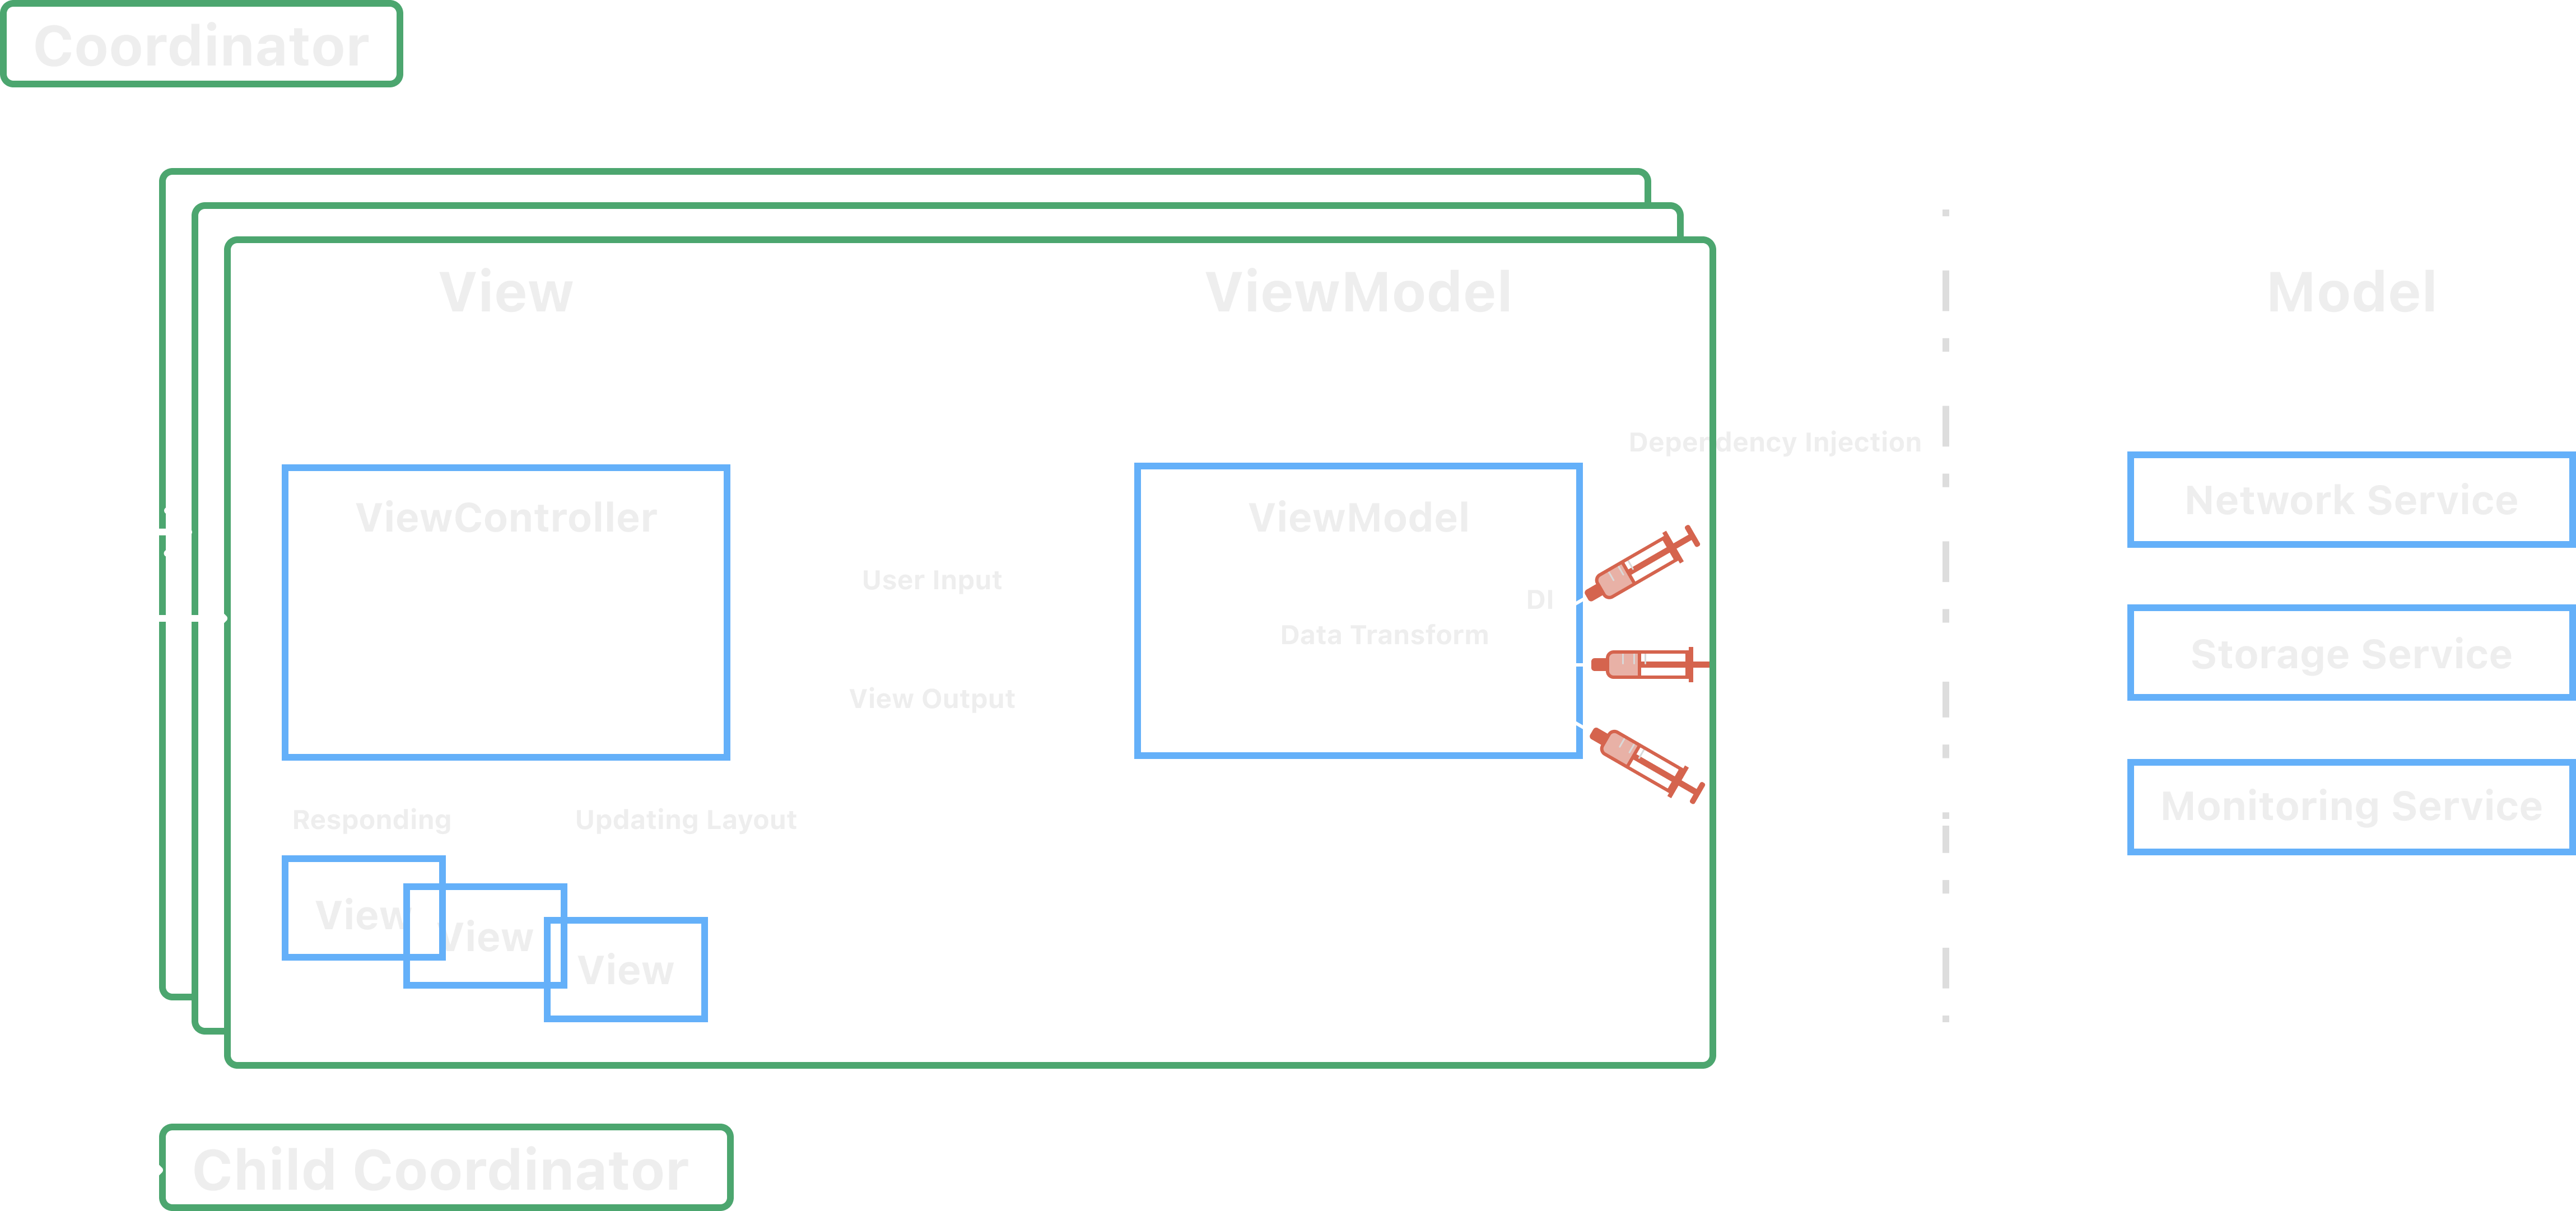 Coordinator
View
ViewModel
Model
Dependency Injection
ViewController
ViewModel
Network Service
User Input
DI
Data Transform
Storage Service
View Output
Monitoring Service
Responding
Updating Layout
View
View
View
Child Coordinator